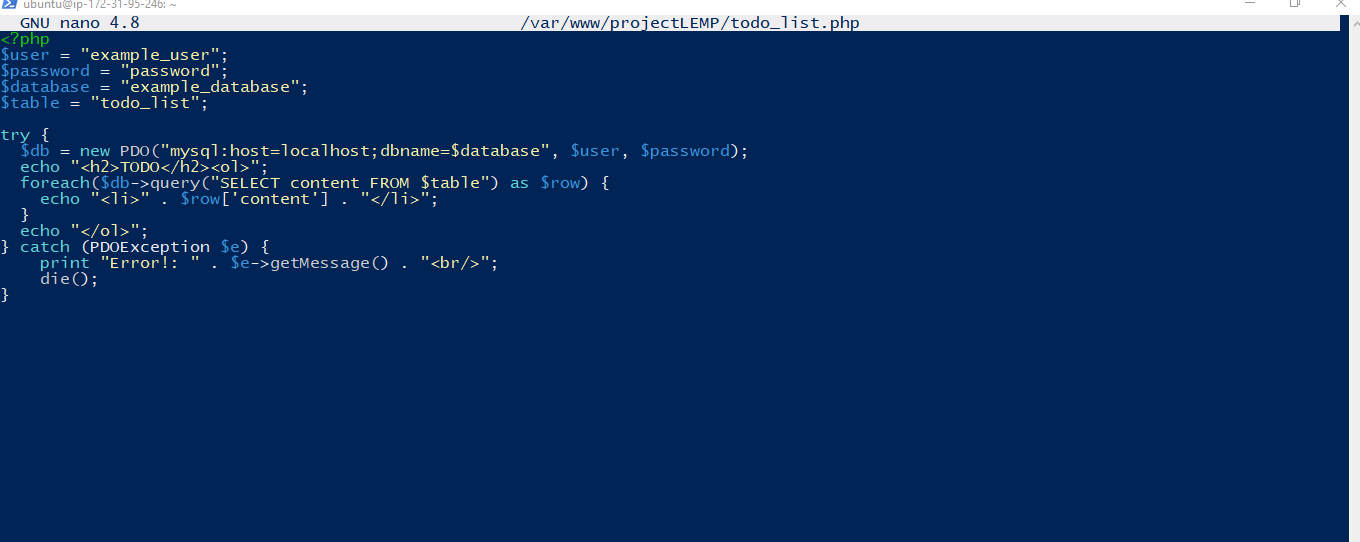 ubuntu@ip-172-31-95-246: ~
GNU nano 4.8 /var/www/projectLEMP/todo_list.php
<?php
$user = "example_user";
$password = "password";
$database = "example_database";
$table = "todo_list";

try {
  $db = new PDO("mysql:host=localhost;dbname=$database", $user, $password);
  echo "<h2>TODO</h2><ol>";
  foreach($db->query("SELECT content FROM $table") as $row) {
    echo "<li>" . $row['content'] . "</li>";
  }
  echo "</ol>";
} catch (PDOException $e) {
    print "Error!: " . $e->getMessage() . "<br/>";
    die();
}